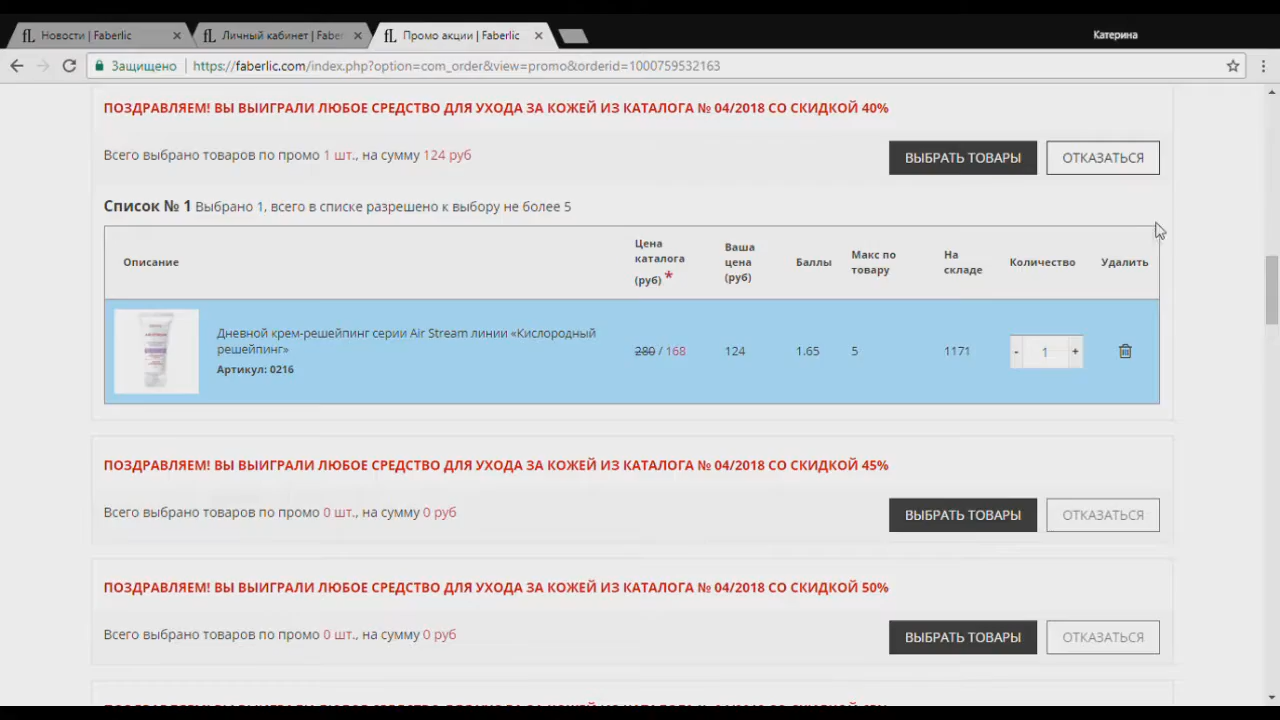 Новости | Faberlic
Личный кабинет | Faber
Промо акции | Faberlic
Катерина
Защищено
https://faberlic.com/index.php?option=com_order&view=promo&orderid=1000759532163
ПОЗДРАВЛЯЕМ! ВЫ ВЫИГРАЛИ ЛЮБОЕ СРЕДСТВО ДЛЯ УХОДА ЗА КОЖЕЙ ИЗ КАТАЛОГА № 04/2018 СО СКИДКОЙ 40%
Всего выбрано товаров по промо 1 шт., на сумму 124 руб
ВЫБРАТЬ ТОВАРЫ
ОТКАЗАТЬСЯ
Список № 1 Выбрано 1, всего в списке разрешено к выбору не более 5
Описание
Цена
каталога
(руб) *
Ваша
цена
(руб)
Баллы
Макс по
товару
На
складе
Количество
Удалить
Дневной крем-решейпинг серии Air Stream линии «Кислородный
решейпинг»
Артикул: 0216
280 / 168
124
1.65
5
1171
- 1 +
ПОЗДРАВЛЯЕМ! ВЫ ВЫИГРАЛИ ЛЮБОЕ СРЕДСТВО ДЛЯ УХОДА ЗА КОЖЕЙ ИЗ КАТАЛОГА № 04/2018 СО СКИДКОЙ 45%
Всего выбрано товаров по промо 0 шт., на сумму 0 руб
ВЫБРАТЬ ТОВАРЫ
ОТКАЗАТЬСЯ
ПОЗДРАВЛЯЕМ! ВЫ ВЫИГРАЛИ ЛЮБОЕ СРЕДСТВО ДЛЯ УХОДА ЗА КОЖЕЙ ИЗ КАТАЛОГА № 04/2018 СО СКИДКОЙ 50%
Всего выбрано товаров по промо 0 шт., на сумму 0 руб
ВЫБРАТЬ ТОВАРЫ
ОТКАЗАТЬСЯ